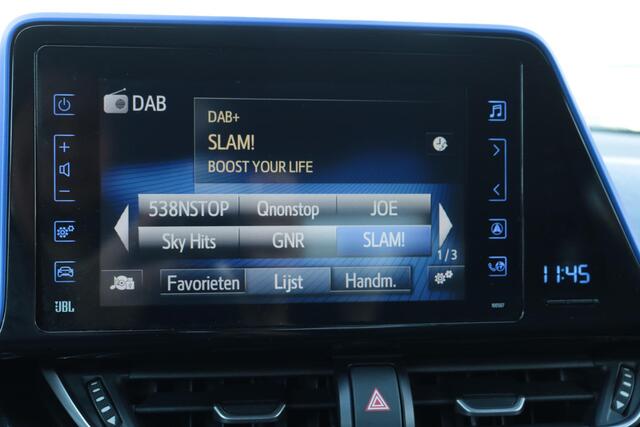 DAB
DAB+
SLAM!
BOOST YOUR LIFE
538NSTOP Qnonstop JOE
Sky Hits GNR SLAM!
1/3
Favorieten Lijst Handm.
11:45
JBL